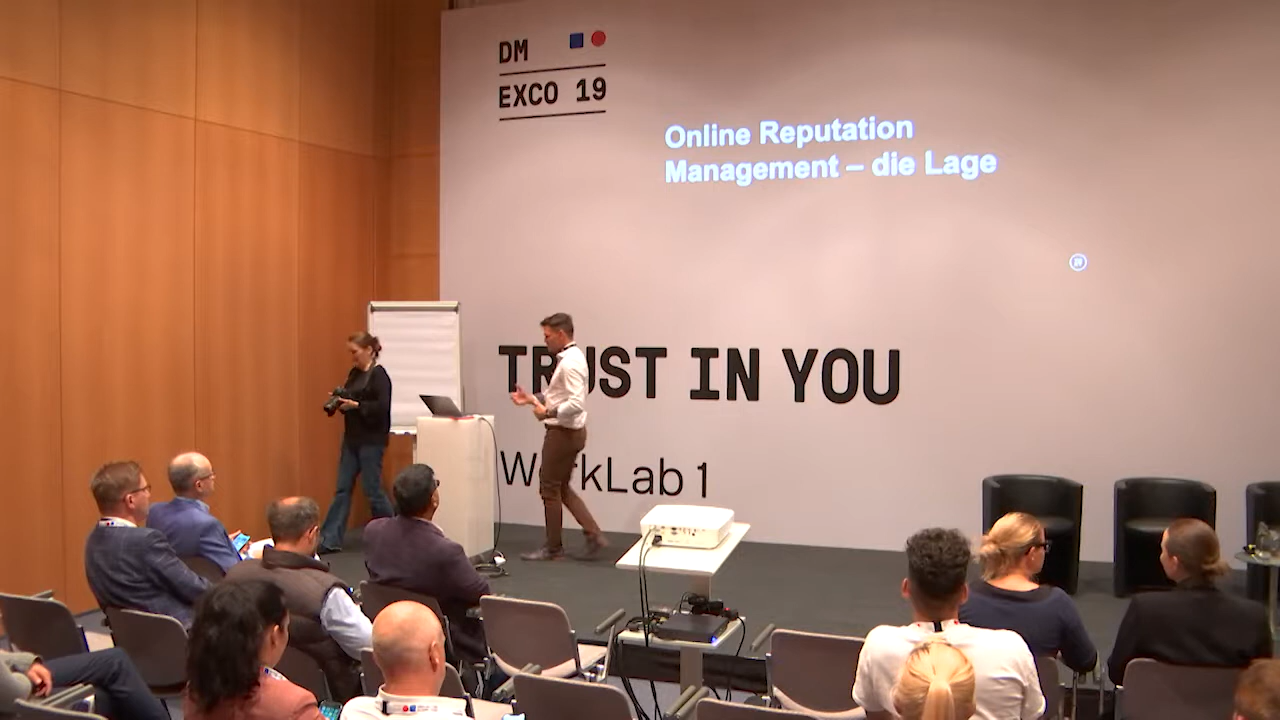 DM
EXCO 19
Online Reputation
Management – die Lage
TRUST IN YOU
WorkLab 1